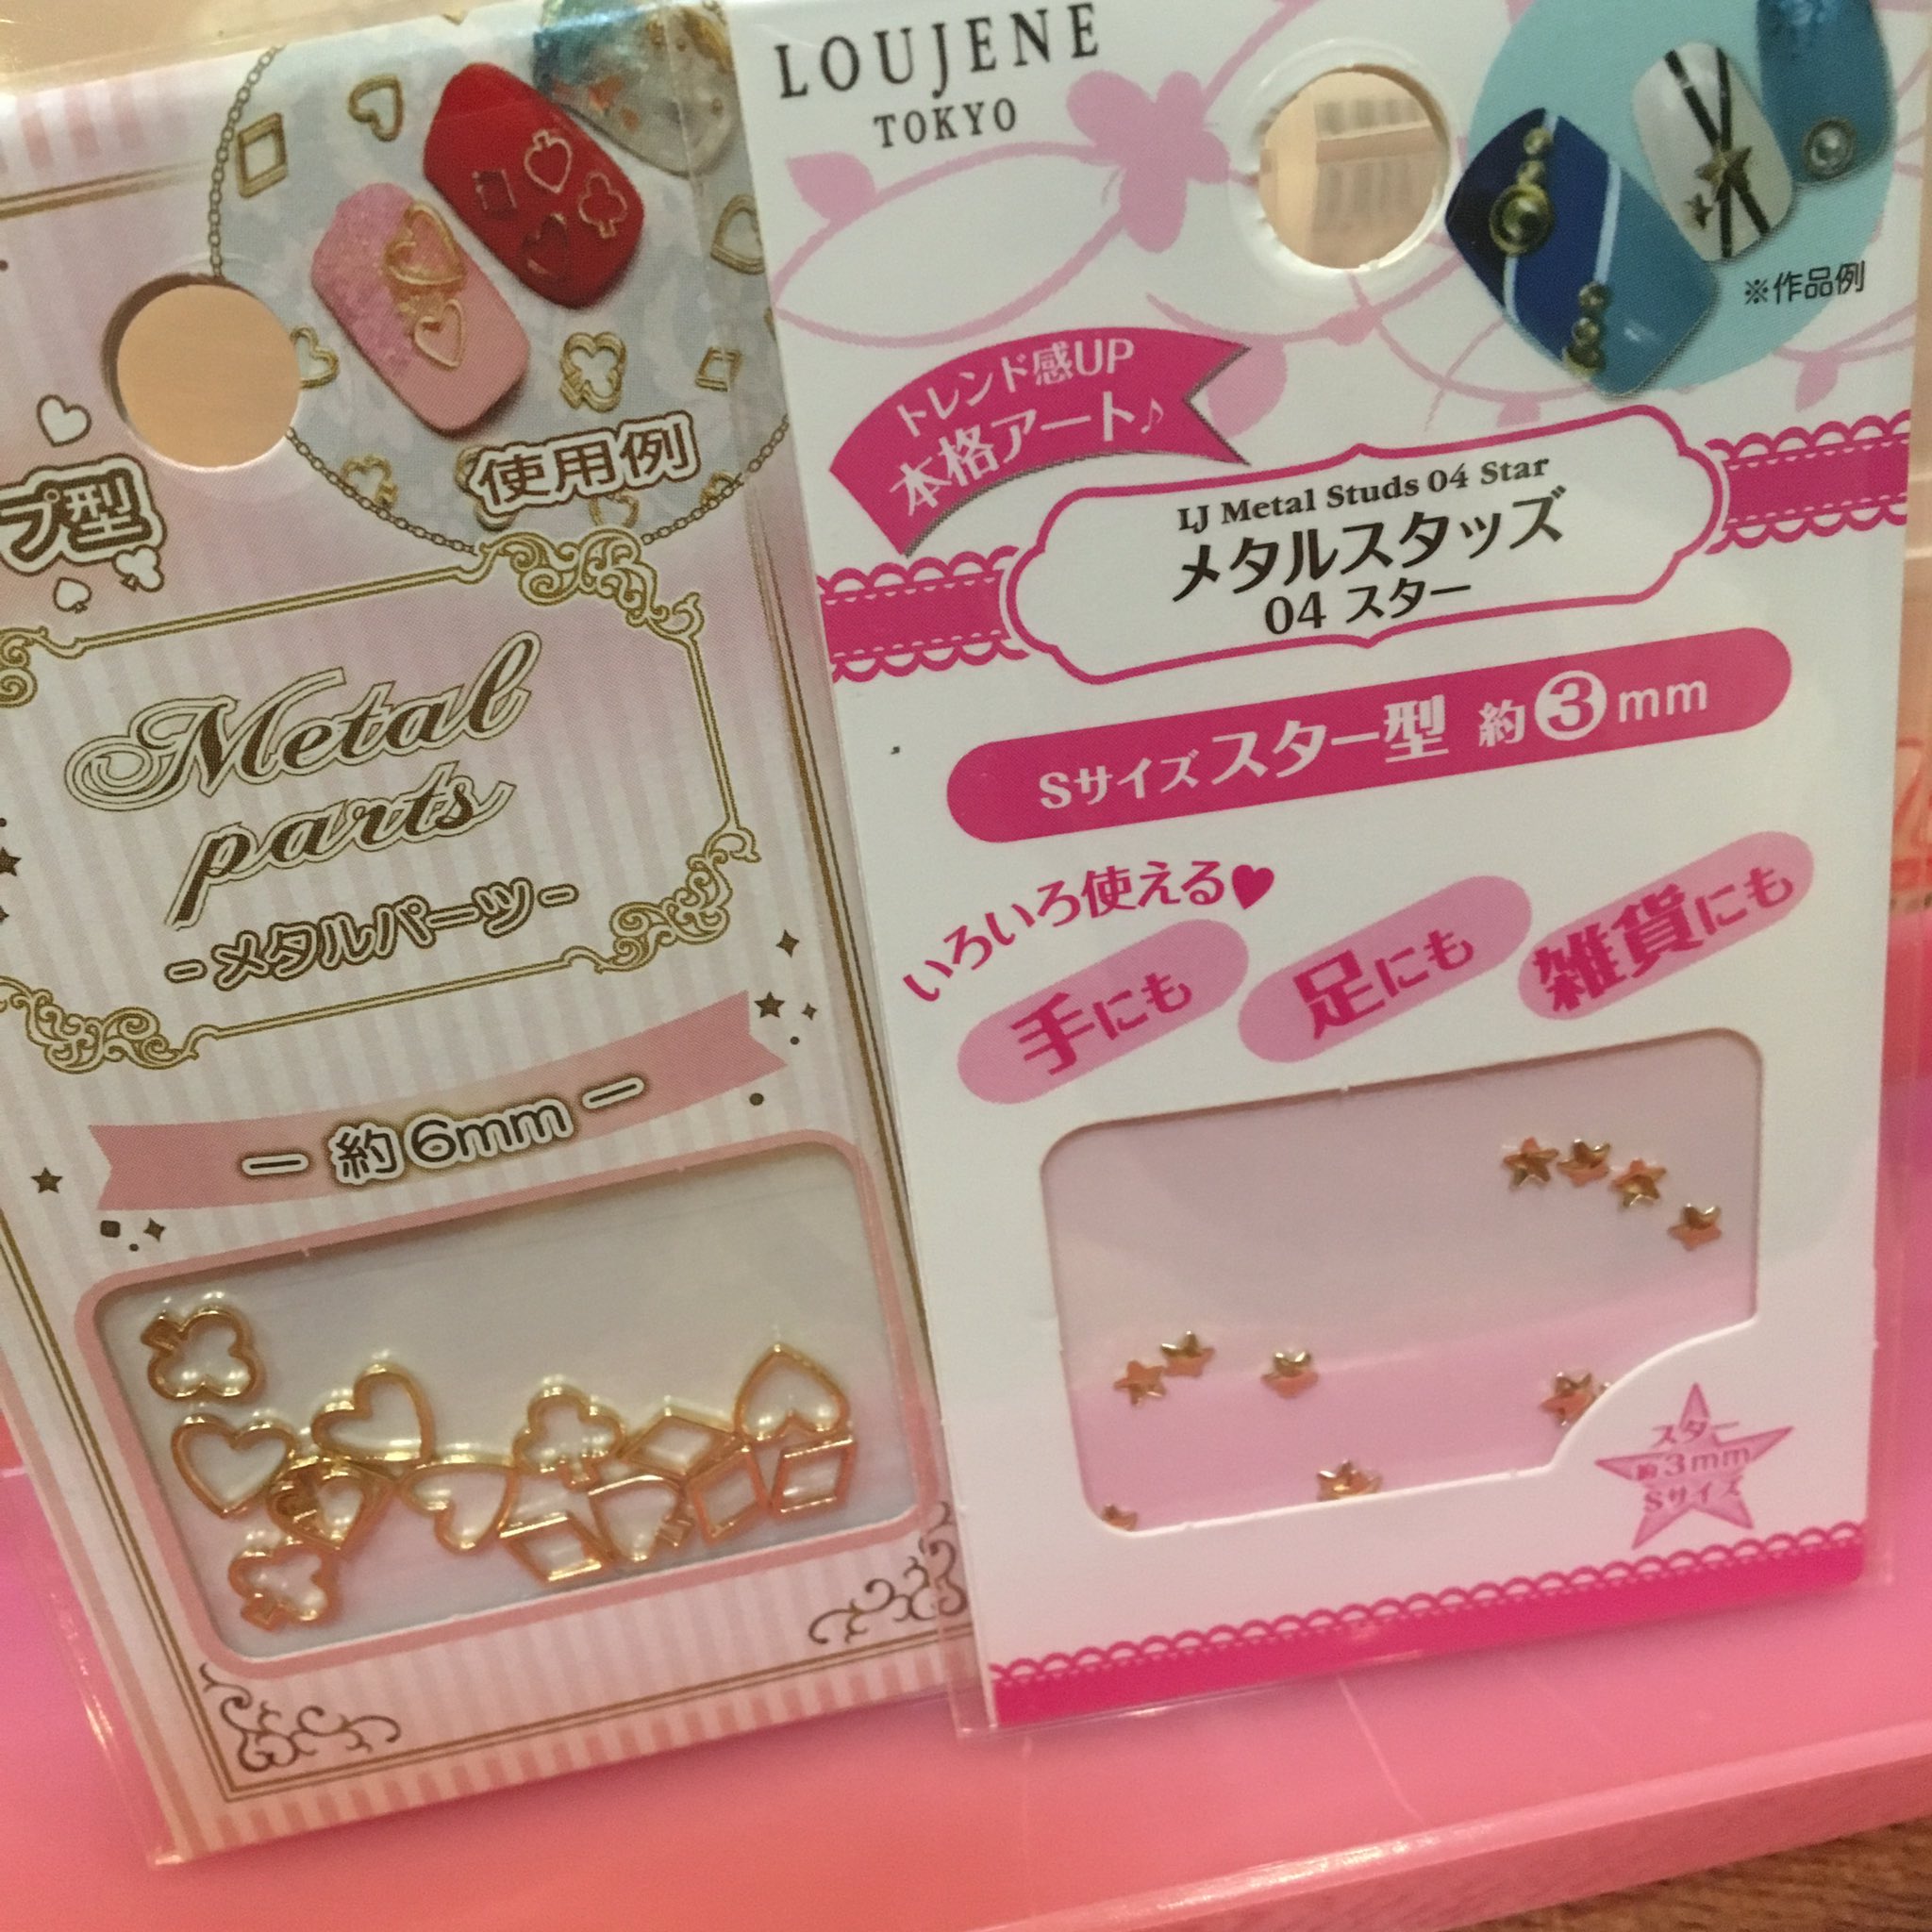 プ型
使用例
Metal
parts
-メタルパーツ-
— 約6mm —
LOUJENE
TOKYO
※作品例
トレンド感UP
本格アート♪
LJ Metal Studs 04 Star
メタルスタッズ
04 スター
Sサイズ スター型 約③mm
いろいろ使える♥
手にも 足にも 雑貨にも
スター
約3mm
Sサイズ